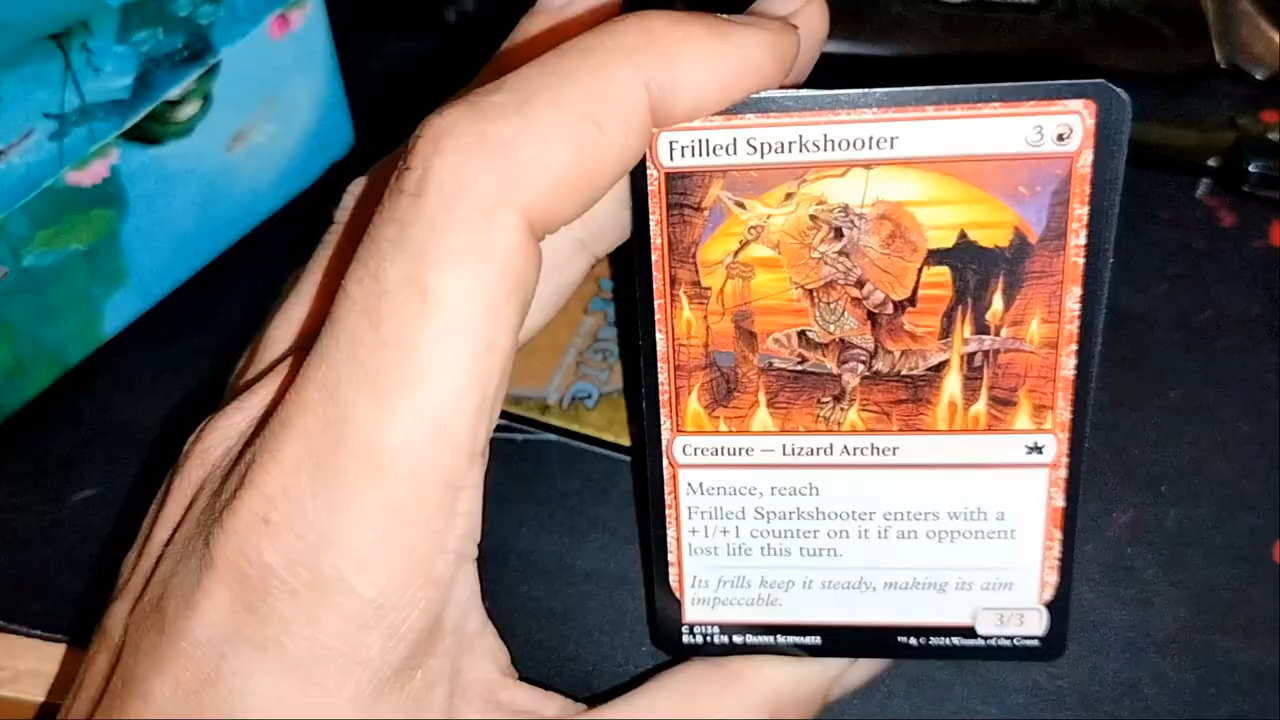 Frilled Sparkshooter
3
Creature — Lizard Archer
Menace, reach
Frilled Sparkshooter enters with a
+1/+1 counter on it if an opponent
lost life this turn.
Its frills keep it steady, making its aim
impeccable.
3/3
C 0136
BLB • EN Danny Schwartz
™ & © 2024 Wizards of the Coast